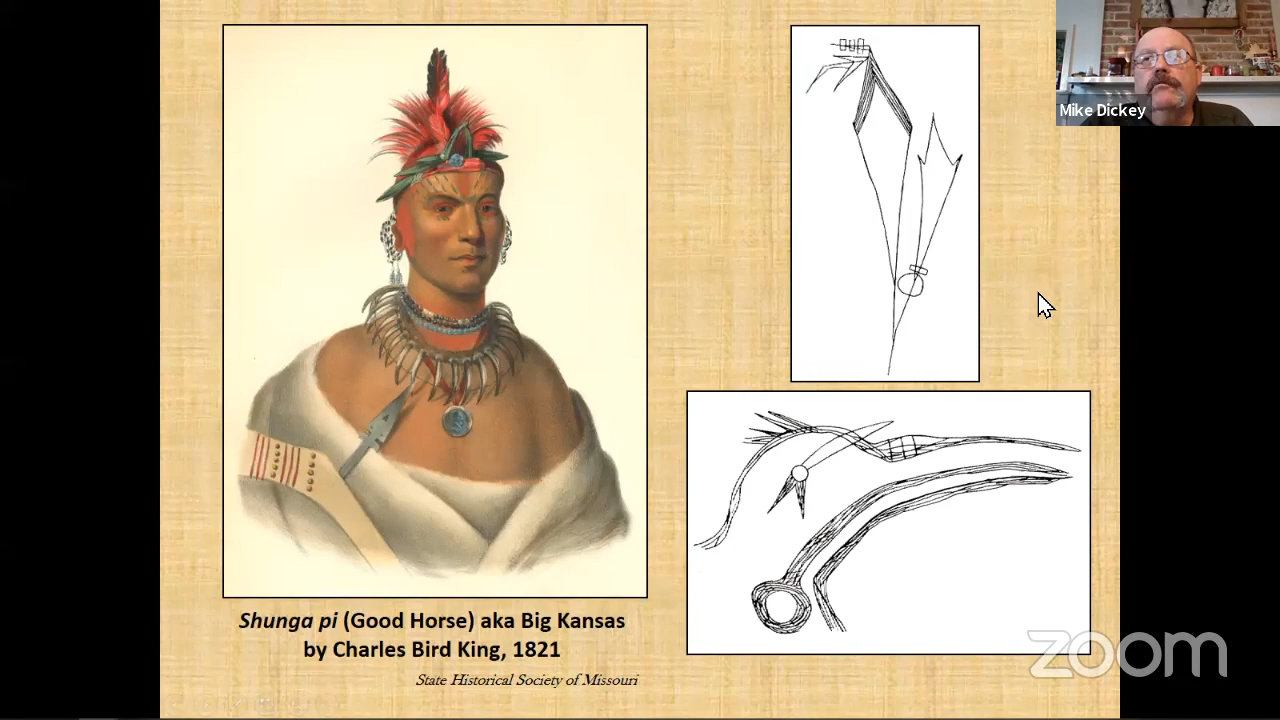 Mike Dickey
Shunga pi (Good Horse) aka Big Kansas
by Charles Bird King, 1821
State Historical Society of Missouri
zoom